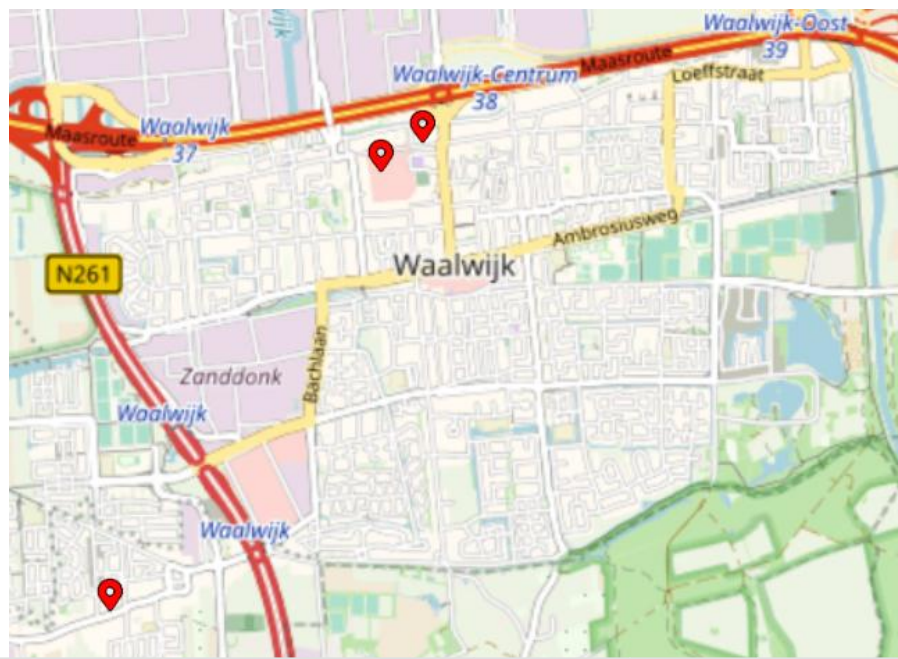 Waalwijk-Oost
39
Maasroute
Loeffstraat
Waalwijk-Centrum
38
Waalwijk
37
Maasroute
Ambrosiusweg
Waalwijk
N261
Bachlaan
Zanddonk
Waalwijk
Waalwijk